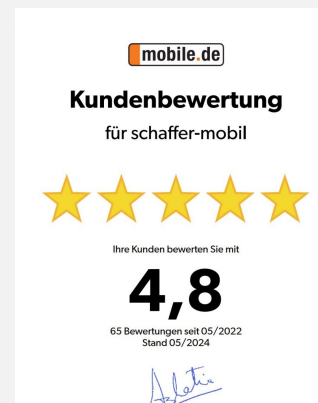 mobile.de
Kundenbewertung
für schaffer-mobil
Ihre Kunden bewerten Sie mit
4,8
65 Bewertungen seit 05/2022
Stand 05/2024